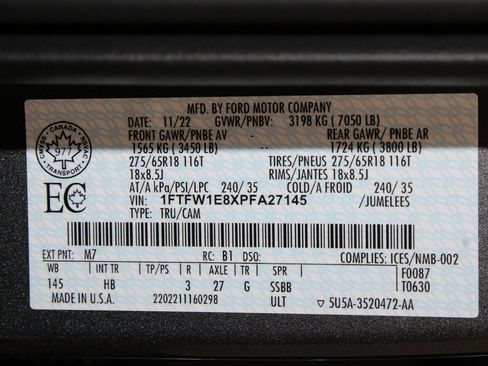 MFD. BY FORD MOTOR COMPANY
11/22 GVWR/PNBV: 3198 KG ( 7050 LB)
FRONT GAWR/PNBE AV - REAR GAWR/PNBE AR
1565 KG ( 3450 LB) 1724 KG ( 3800 LB)
275/65R18 116T TIRES/PNEUS 275/65R18 116T
18x8.5J RIMS/JANTES 18x8.5J
AT/A kPa/PSI/LPC 240/ 35 COLD/A FROID 240/ 35
VIN: 1FTFW1E8XPFA27145 /JUMELEES
TYPE: TRU/CAM
CANADA
977
TRANSPORT
EC
EXT PNT: M7 RC: B1 DSO: COMPLIES: ICES/NMB-002
WB INT TR TP/PS R AXLE TR SPR F0087
145 HB 3 27 G SSBB T0630
MADE IN U.S.A. 2202211160298 ULT 5U5A-3520472-AA